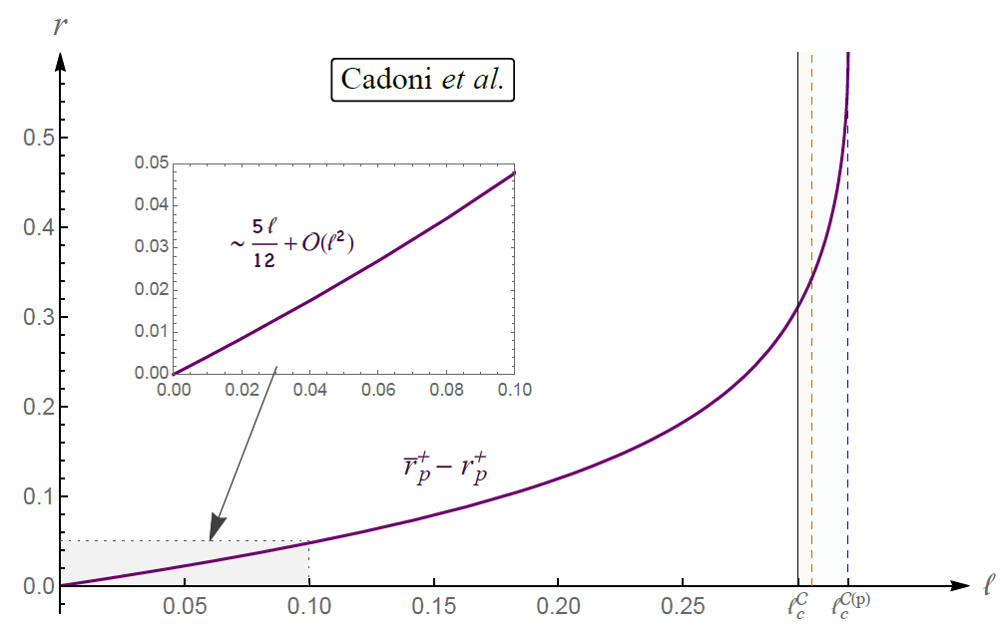 r
Cadoni et al.
0.5
0.4
0.3
0.2
0.1
0.0
0.05
0.04
0.03
0.02
0.01
0.00
0.00 0.02 0.04 0.06 0.08 0.10
~ 5ℓ/12 + O(ℓ²)
r̅ₚ⁺ − rₚ⁺
0.05 0.10 0.15 0.20 0.25 ℓ_c^C ℓ_c^C(p) ℓ